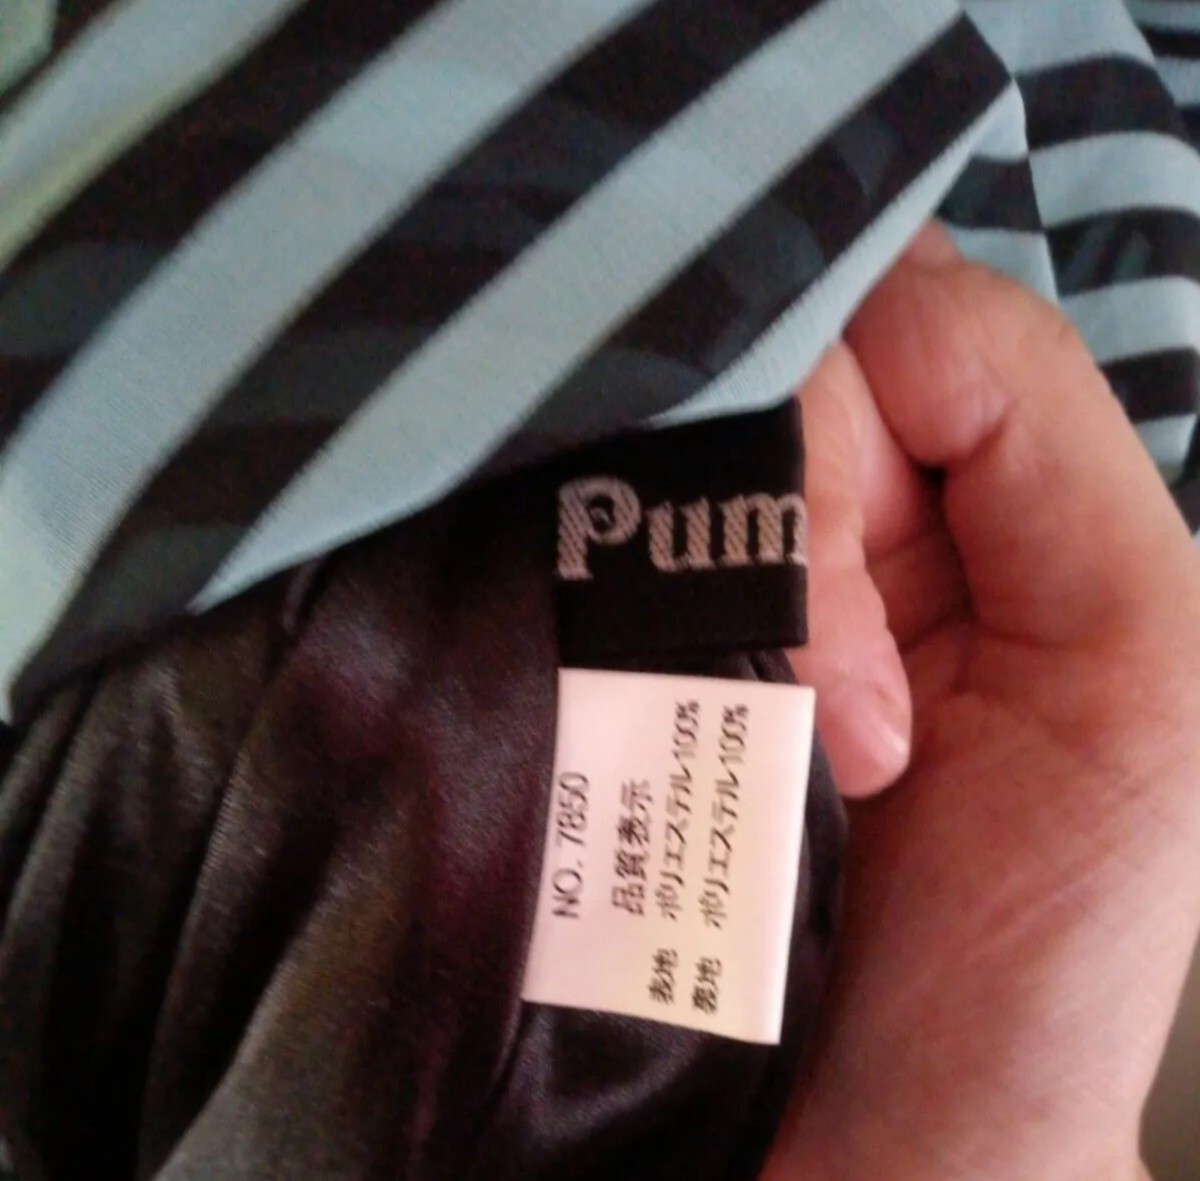 Pum
NO. 7850
品質表示
表地 ポリエステル100%
裏地 ポリエステル100%